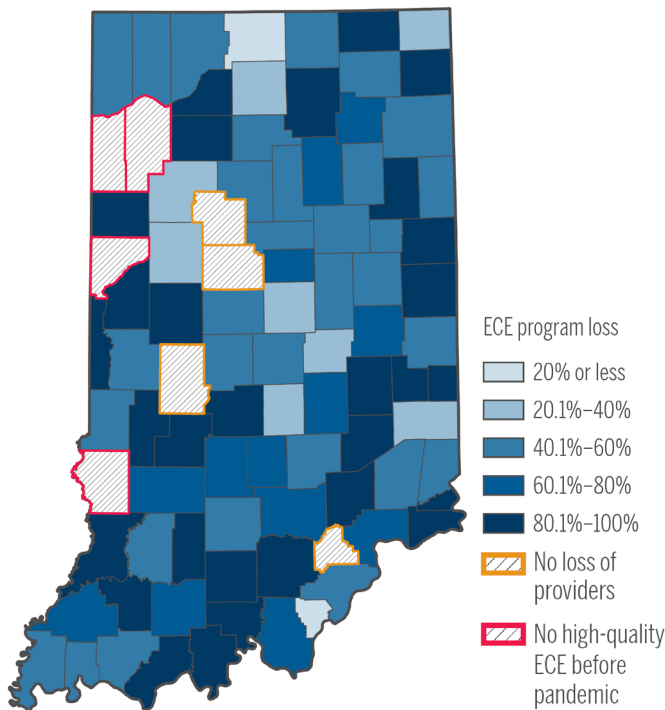 ECE program loss
20% or less
20.1%–40%
40.1%–60%
60.1%–80%
80.1%–100%
No loss of
providers
No high-quality
ECE before
pandemic